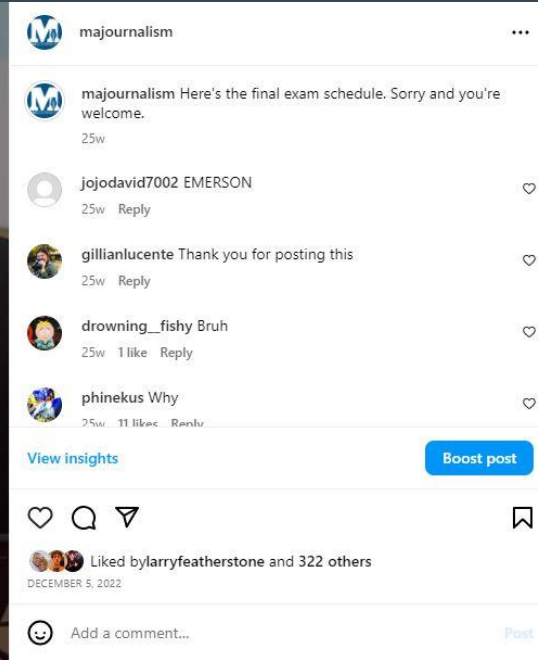 majournalism
majournalism Here's the final exam schedule. Sorry and you're
welcome.
25w
jojodavid7002 EMERSON
25w Reply
gillianlucente Thank you for posting this
25w Reply
drowning__fishy Bruh
25w 1 like Reply
phinekus Why
25w 11 likes Reply
View insights
Boost post
Liked bylarryfeatherstone and 322 others
DECEMBER 5, 2022
Add a comment...
Post